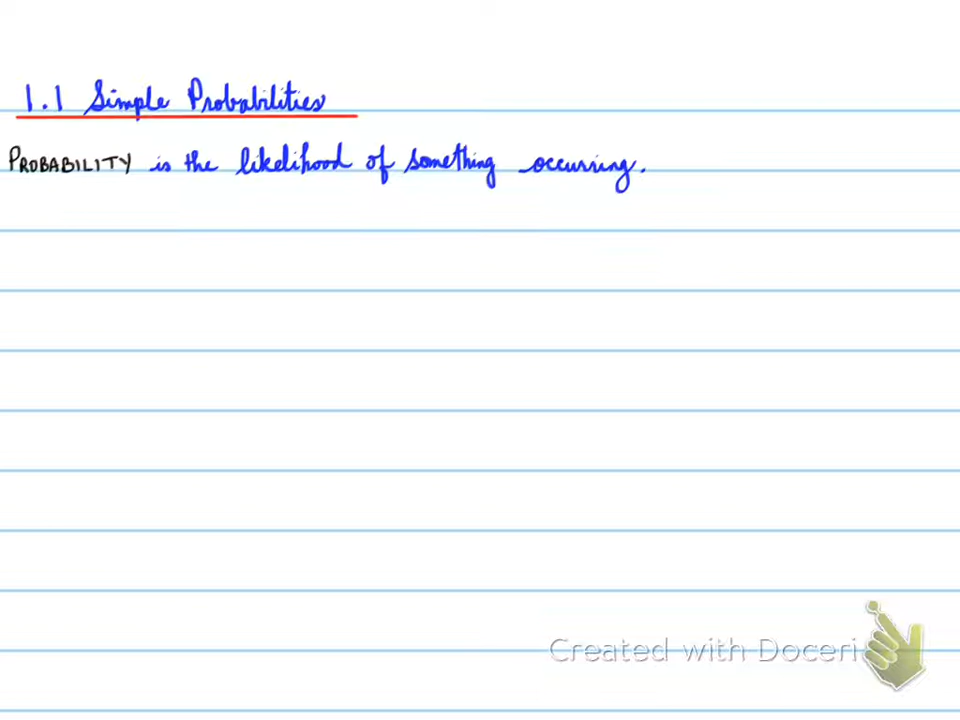 1.1 Simple Probabilities
PROBABILITY is the likelihood of something occurring.
Created with Doceri